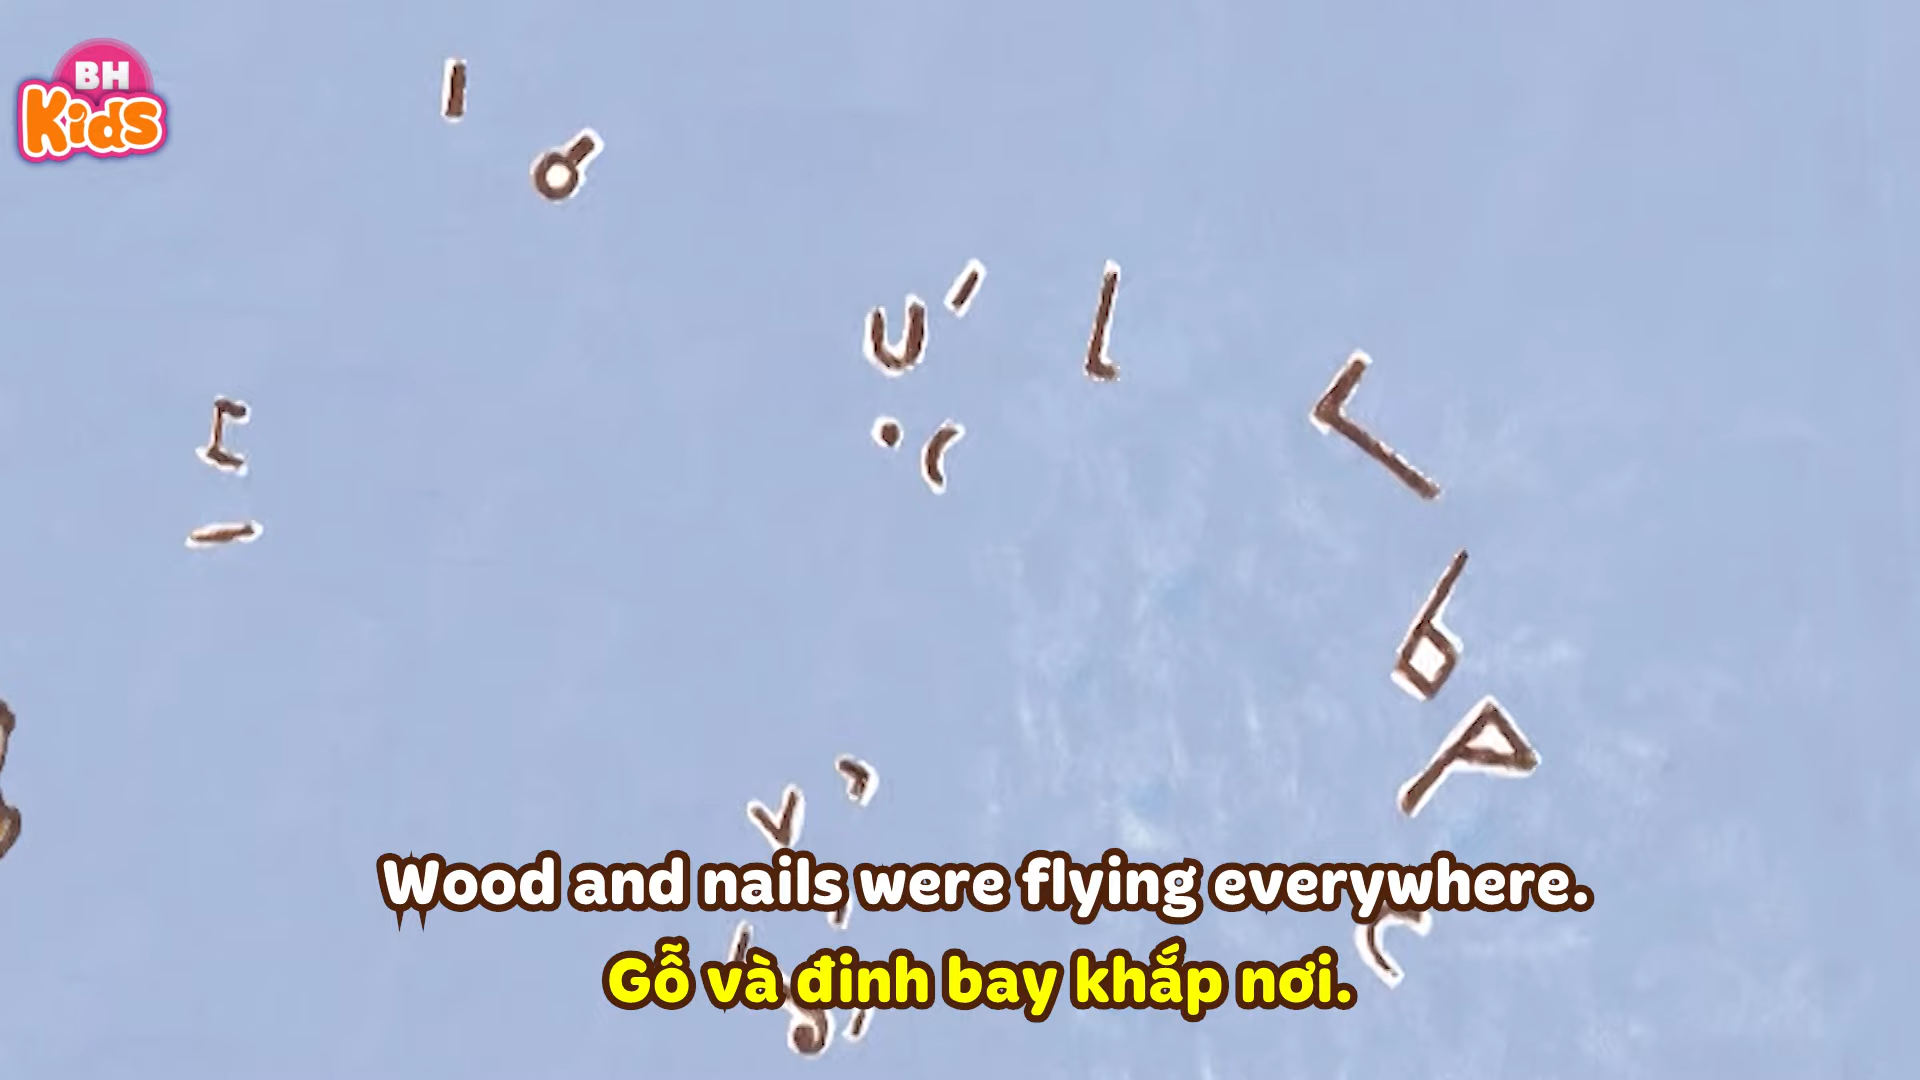 BH
Kids
Wood and nails were flying everywhere.
Gỗ và đinh bay khắp nơi.